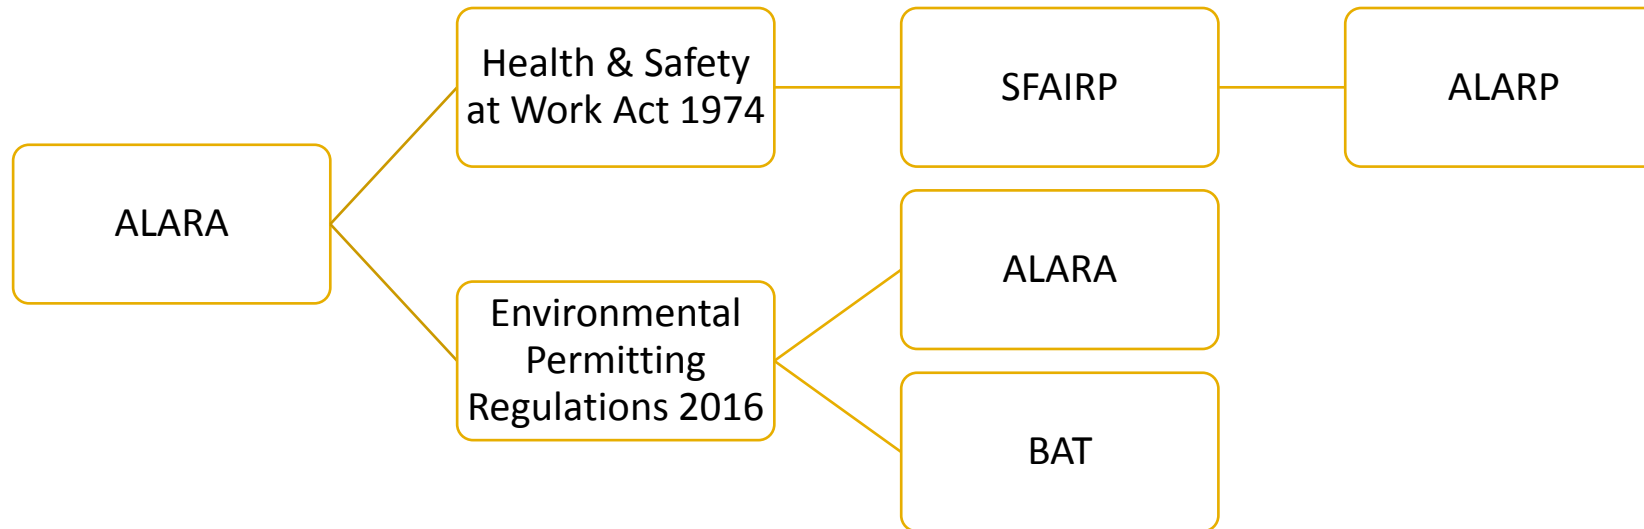 ALARA
Health & Safety
at Work Act 1974
SFAIRP
ALARP
Environmental
Permitting
Regulations 2016
ALARA
BAT